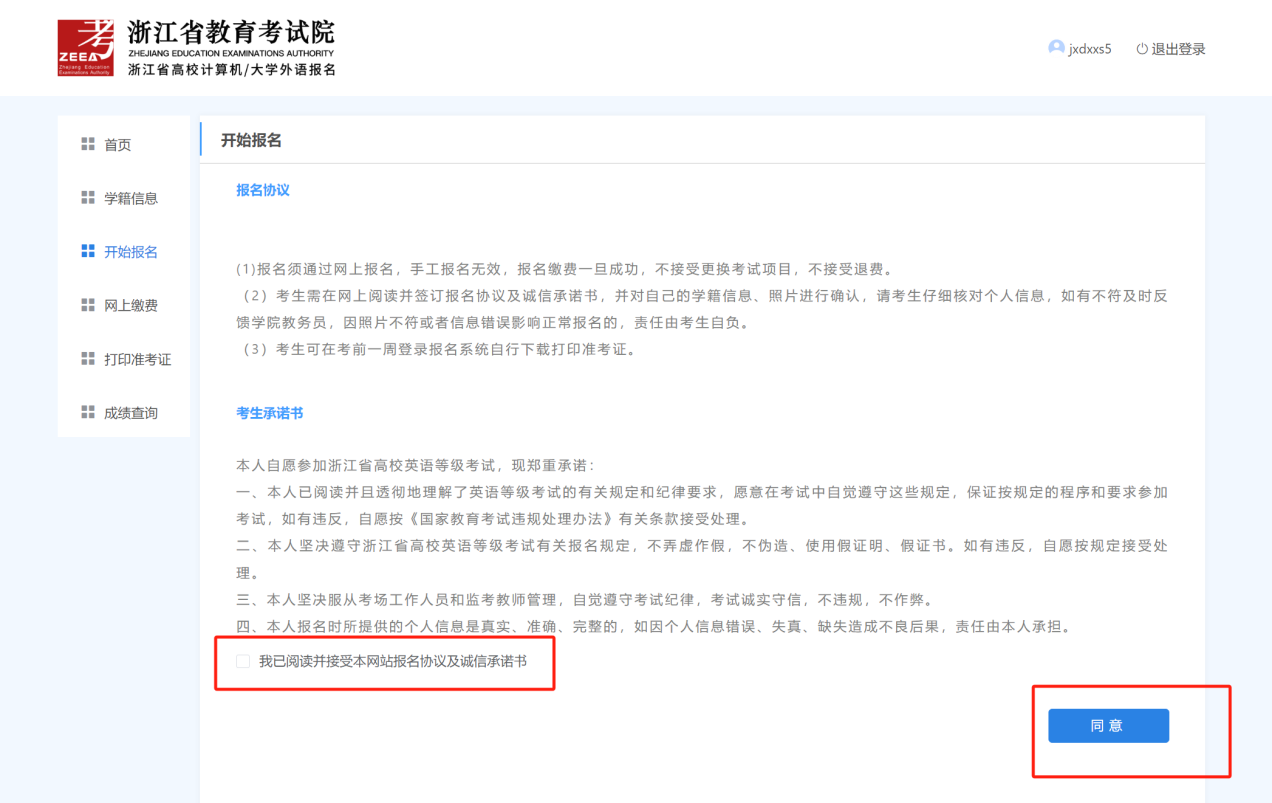 考
ZEEA
Zhejiang Education
Examinations Authority
浙江省教育考试院
ZHEJIANG EDUCATION EXAMINATIONS AUTHORITY
浙江省高校计算机/大学外语报名
jxdxxs5 退出登录
首页
学籍信息
开始报名
网上缴费
打印准考证
成绩查询
开始报名
报名协议
(1)报名须通过网上报名，手工报名无效，报名缴费一旦成功，不接受更换考试项目，不接受退费。
（2）考生需在网上阅读并签订报名协议及诚信承诺书，并对自己的学籍信息、照片进行确认，请考生仔细核对个人信息，如有不符及时反
馈学院教务员，因照片不符或者信息错误影响正常报名的，责任由考生自负。
（3）考生可在考前一周登录报名系统自行下载打印准考证。
考生承诺书
本人自愿参加浙江省高校英语等级考试，现郑重承诺：
一、本人已阅读并且透彻地理解了英语等级考试的有关规定和纪律要求，愿意在考试中自觉遵守这些规定，保证按规定的程序和要求参加
考试，如有违反，自愿按《国家教育考试违规处理办法》有关条款接受处理。
二、本人坚决遵守浙江省高校英语等级考试有关报名规定，不弄虚作假，不伪造、使用假证明、假证书。如有违反，自愿按规定接受处
理。
三、本人坚决服从考场工作人员和监考教师管理，自觉遵守考试纪律，考试诚实守信，不违规，不作弊。
四、本人报名时所提供的个人信息是真实、准确、完整的，如因个人信息错误、失真、缺失造成不良后果，责任由本人承担。
我已阅读并接受本网站报名协议及诚信承诺书
同意